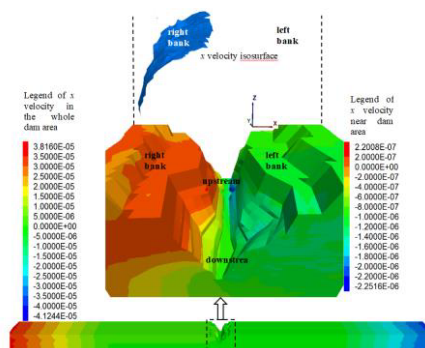 right
bank
left
bank
x velocity isosurface
Legend of x
velocity in
the whole
dam area
3.8160E-05
3.5000E-05
3.0000E-05
2.5000E-05
2.0000E-05
1.5000E-05
1.0000E-05
5.0000E-06
0.0000E+00
-5.0000E-06
-1.0000E-05
-1.5000E-05
-2.0000E-05
-2.5000E-05
-3.0000E-05
-3.5000E-05
-4.0000E-05
-4.1244E-05
Z
Y
X
right
bank
left
bank
upstream
downstrea
Legend of
x velocity
near dam
area
2.2008E-07
2.0000E-07
0.0000E+00
-2.0000E-07
-4.0000E-07
-6.0000E-07
-8.0000E-07
-1.0000E-06
-1.2000E-06
-1.4000E-06
-1.6000E-06
-1.8000E-06
-2.0000E-06
-2.2000E-06
-2.2516E-06